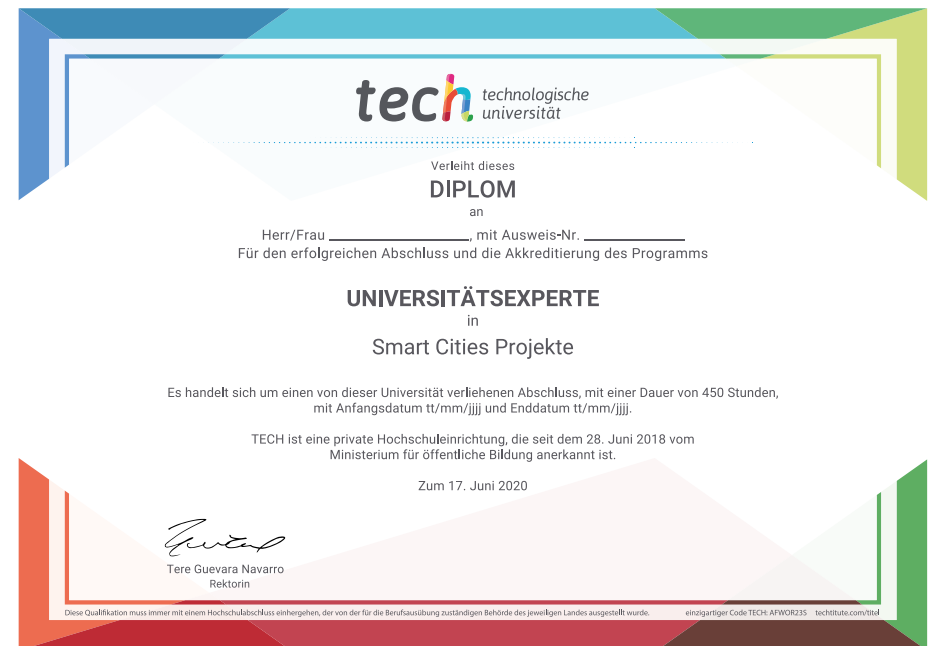 tech technologische
universität
Verleiht dieses
DIPLOM
an
Herr/Frau ____________________, mit Ausweis-Nr. ______________
Für den erfolgreichen Abschluss und die Akkreditierung des Programms
UNIVERSITÄTSEXPERTE
in
Smart Cities Projekte
Es handelt sich um einen von dieser Universität verliehenen Abschluss, mit einer Dauer von 450 Stunden,
mit Anfangsdatum tt/mm/jjjj und Enddatum tt/mm/jjjj.
TECH ist eine private Hochschuleinrichtung, die seit dem 28. Juni 2018 vom
Ministerium für öffentliche Bildung anerkannt ist.
Zum 17. Juni 2020
Tere Guevara Navarro
Rektorin
Diese Qualifikation muss immer mit einem Hochschulabschluss einhergehen, der von der für die Berufsausübung zuständigen Behörde des jeweiligen Landes ausgestellt wurde. einzigartiger Code TECH: AFWOR23S techtitute.com/titel